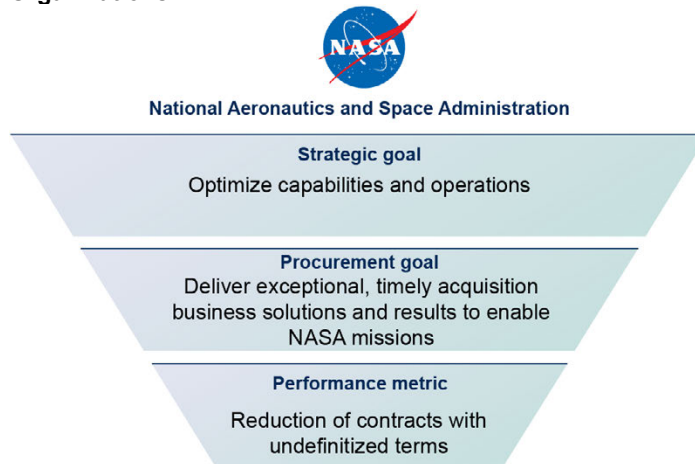 NASA
National Aeronautics and Space Administration
Strategic goal
Optimize capabilities and operations
Procurement goal
Deliver exceptional, timely acquisition
business solutions and results to enable
NASA missions
Performance metric
Reduction of contracts with
undefinitized terms